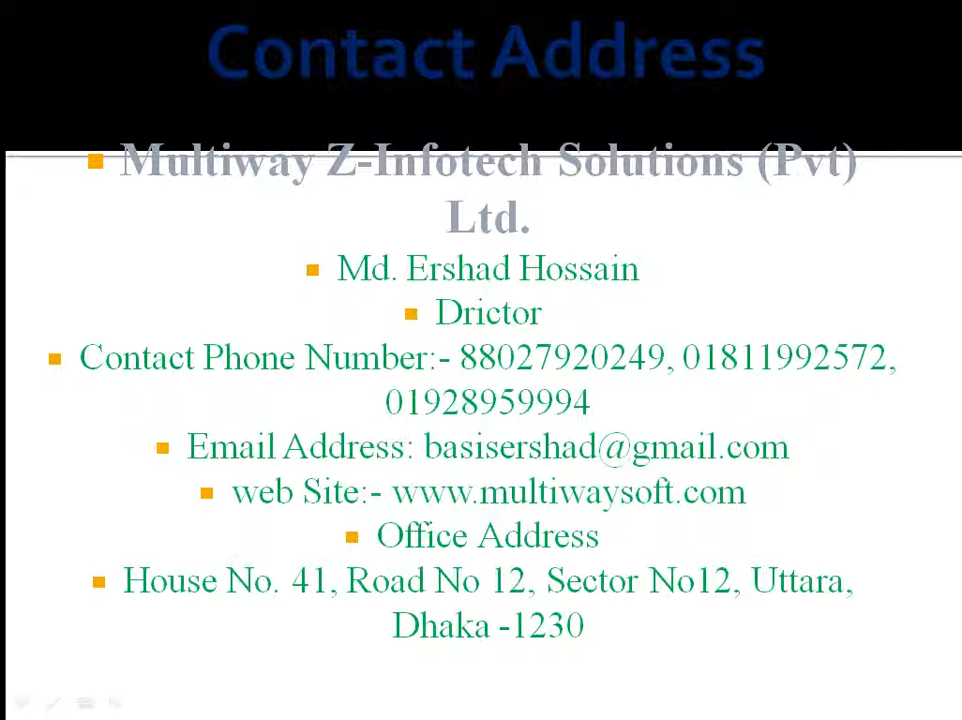 Contact Address
Multiway Z-Infotech Solutions (Pvt)
Ltd.
Md. Ershad Hossain
Drictor
Contact Phone Number:- 88027920249, 01811992572,
01928959994
Email Address: basisershad@gmail.com
web Site:- www.multiwaysoft.com
Office Address
House No. 41, Road No 12, Sector No12, Uttara,
Dhaka -1230